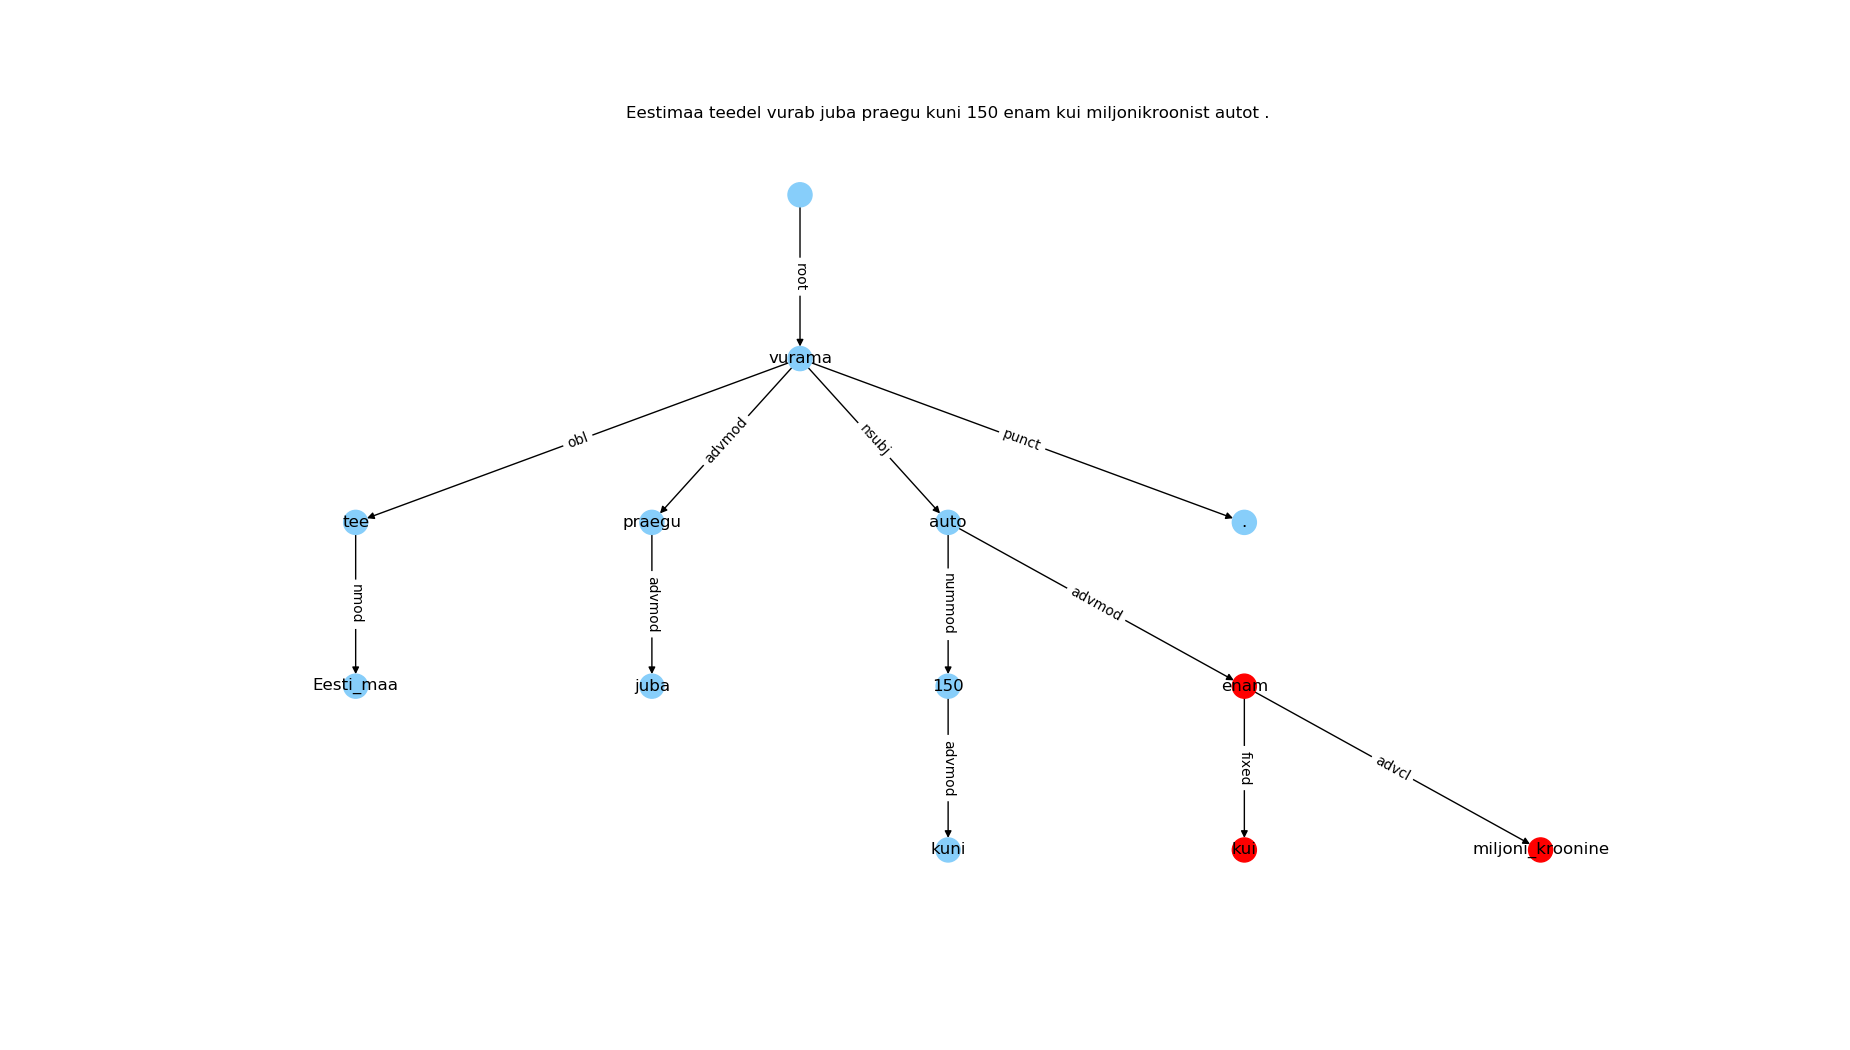 Eestimaa teedel vurab juba praegu kuni 150 enam kui miljonikroonist autot .
root
vurama
obl
advmod
nsubj
punct
tee
praegu
auto
.
nmod
advmod
nummod
advmod
Eesti_maa
juba
150
enam
advmod
fixed
advcl
kuni
kui
miljoni_kroonine